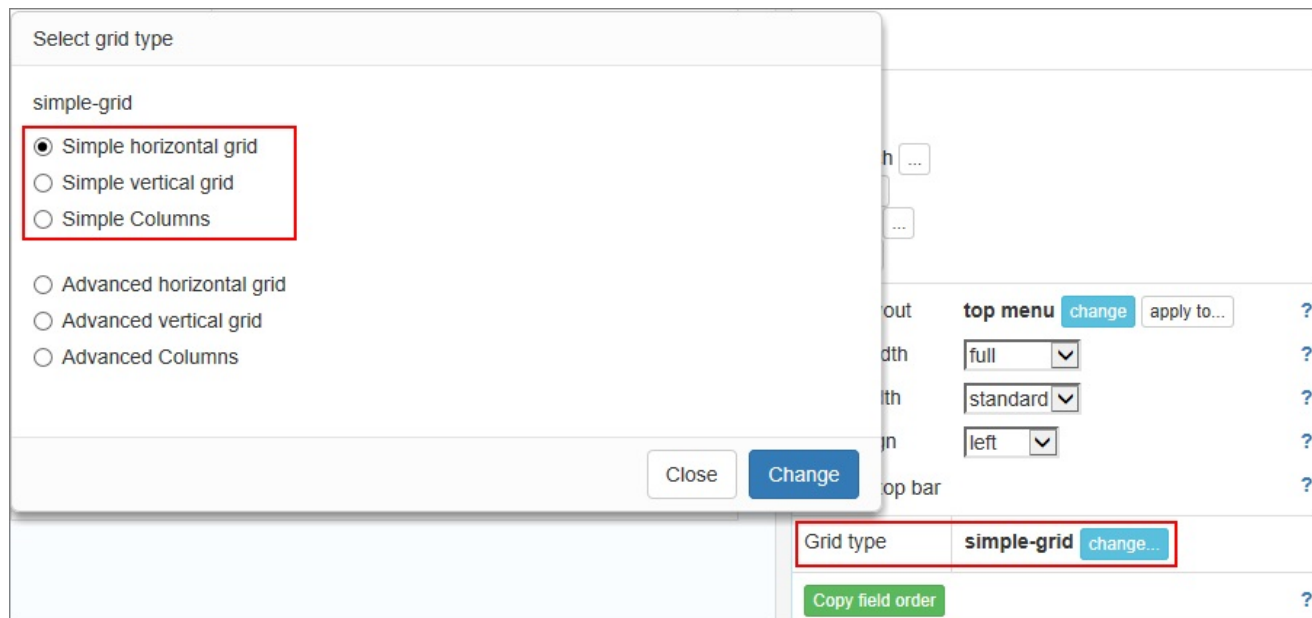 Select grid type
simple-grid
Simple horizontal grid
Simple vertical grid
Simple Columns
Advanced horizontal grid
Advanced vertical grid
Advanced Columns
Close Change
h ...
...
out top menu change apply to... ?
dth full ?
lth standard ?
gn left ?
top bar ?
Grid type simple-grid change...
Copy field order ?